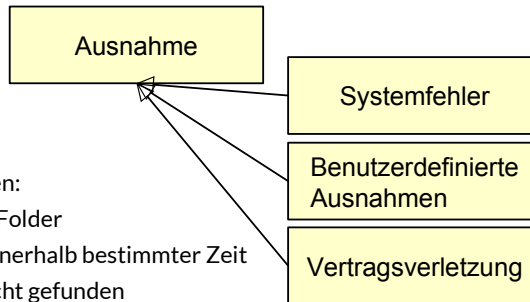 Ausnahme
Systemfehler
Benutzerdefinierte
Ausnahmen
Vertragsverletzung
en:
Folder
nerhalb bestimmter Zeit
cht gefunden